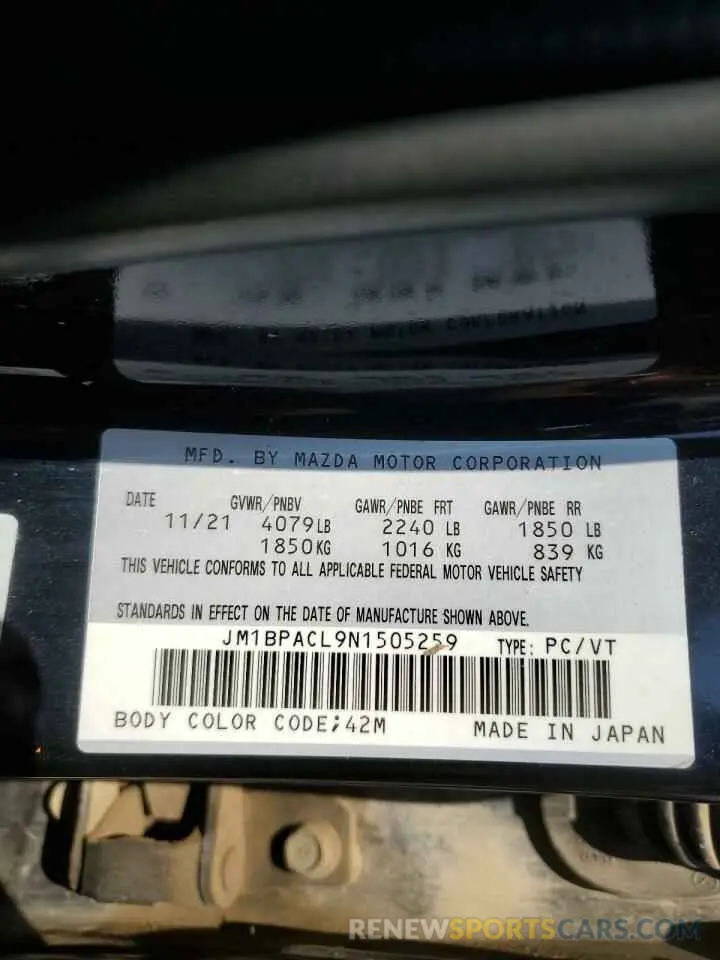 MFD. BY MAZDA MOTOR CORPORATION
DATE GVWR/PNBV GAWR/PNBE FRT GAWR/PNBE RR
11/21 4079LB 2240 LB 1850 LB
1850KG 1016 KG 839 KG
THIS VEHICLE CONFORMS TO ALL APPLICABLE FEDERAL MOTOR VEHICLE SAFETY
STANDARDS IN EFFECT ON THE DATE OF MANUFACTURE SHOWN ABOVE.
JM1BPACL9N1505259 TYPE: PC/VT
BODY COLOR CODE;42M MADE IN JAPAN
RENEWSPORTSCARS.COM